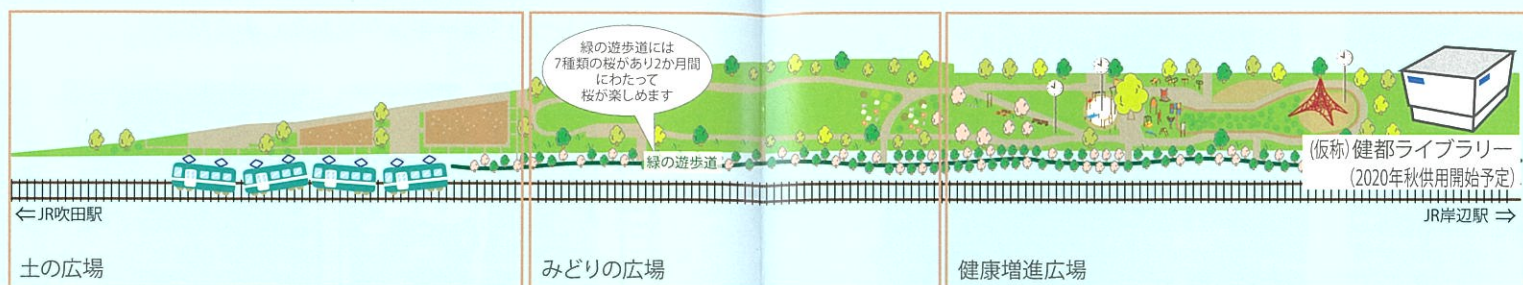 緑の遊歩道には
7種類の桜があり2か月間
にわたって
桜が楽しめます
緑の遊歩道
(仮称)健都ライブラリー
(2020年秋供用開始予定)
⇐JR吹田駅
JR岸辺駅⇒
土の広場
みどりの広場
健康増進広場